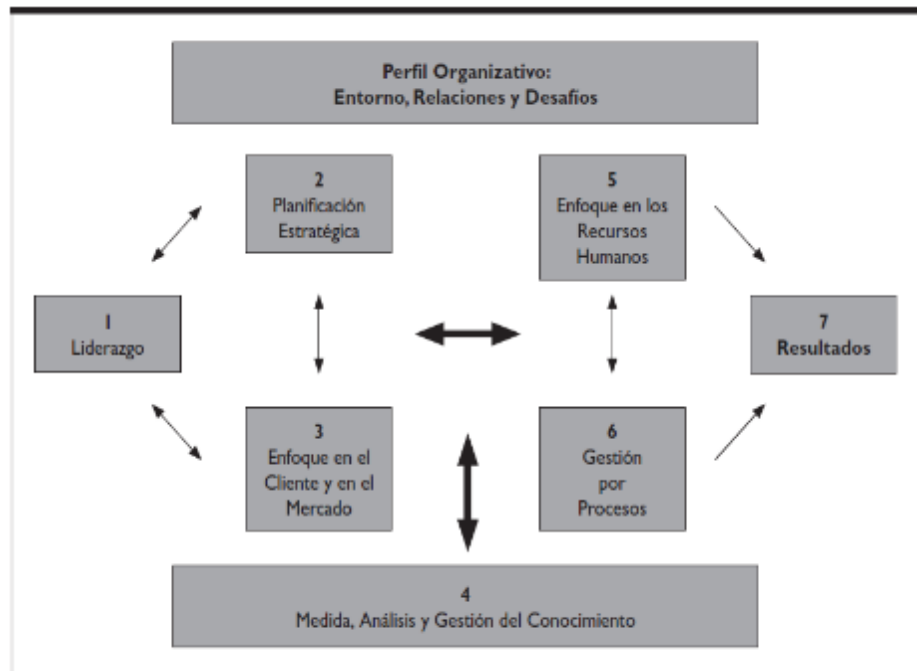 Perfil Organizativo:
Entorno, Relaciones y Desafíos
2
Planificación
Estratégica
5
Enfoque en los
Recursos
Humanos
1
Liderazgo
7
Resultados
3
Enfoque en el
Cliente y en el
Mercado
6
Gestión
por
Procesos
4
Medida, Análisis y Gestión del Conocimiento